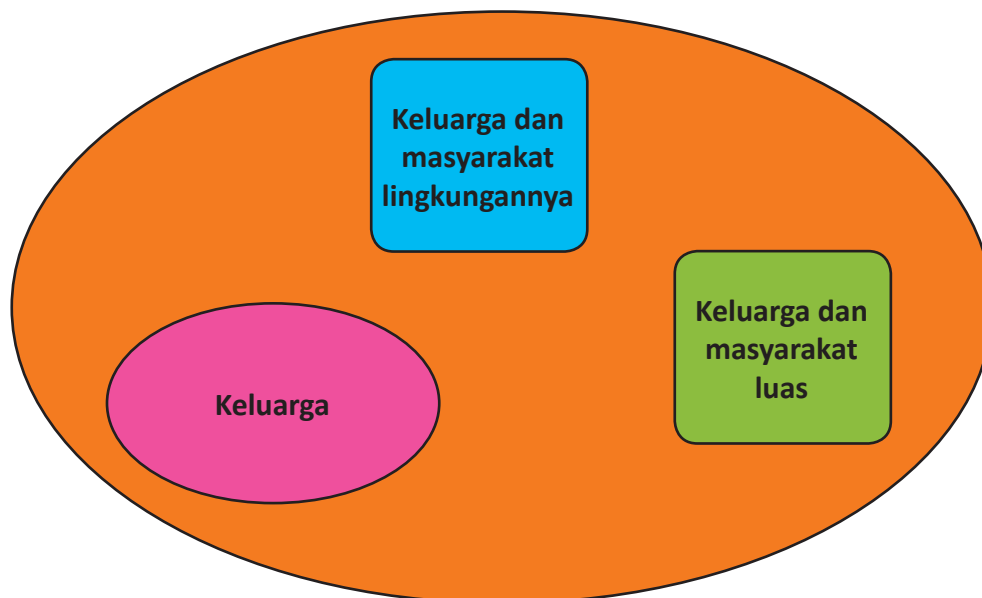 Keluarga dan
masyarakat
lingkungannya
Keluarga dan
masyarakat
luas
Keluarga